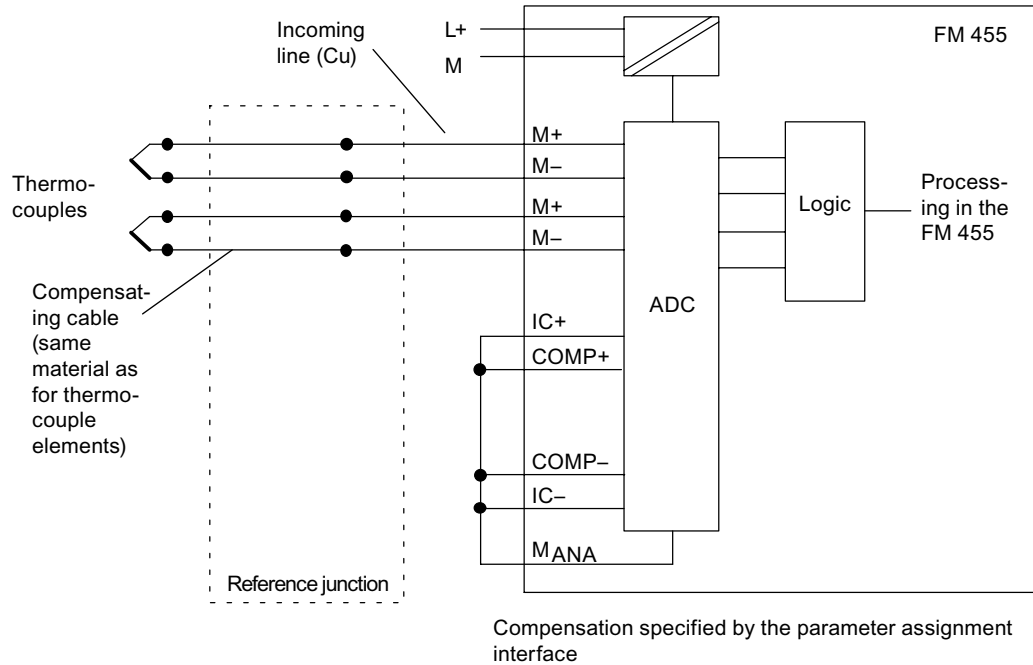 Incoming
line (Cu)
L+
M
FM 455
M+
M–
M+
M–
Thermo-
couples
Logic
Process-
ing in the
FM 455
Compensat-
ing cable
(same
material as
for thermo-
couple
elements)
ADC
IC+
COMP+
COMP–
IC–
MANA
Reference junction
Compensation specified by the parameter assignment
interface